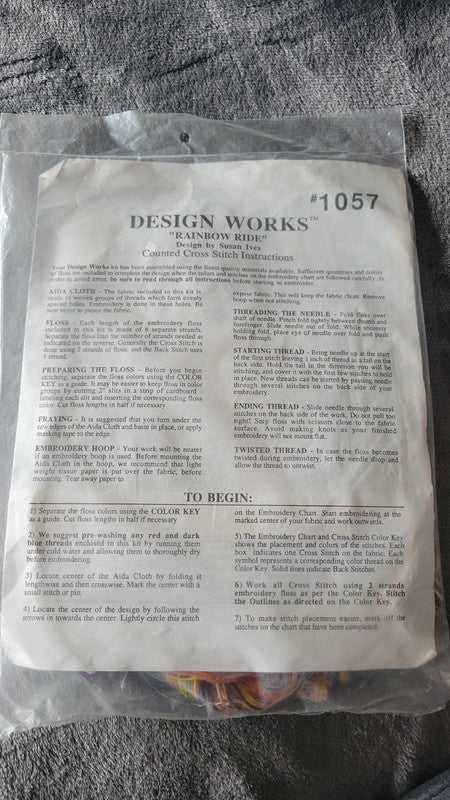 #1057
DESIGN WORKS™
"RAINBOW RIDE"
Design by Susan Ives
Counted Cross Stitch Instructions
Your Design Works kit has been assembled using the finest quality materials available. Sufficient quantities and colors
of floss are included to complete the design when the colors and stitches on the embroidery chart are followed carefully. In
order to avoid error, be sure to read through all instructions before starting to embroider.
AIDA CLOTH - The fabric included in this kit is
made of woven groups of threads which form evenly
spaced holes. Embroidery is done in these holes. Be
sure never to pierce the fabric.
FLOSS - Each length of the embroidery floss
included in this kit is made of 6 separate strands.
Separate the floss into the number of strands needed as
indicated on the reverse. Generally the Cross Stitch is
done using 2 strands of floss, and the Back Stitch uses
1 strand.
PREPARING THE FLOSS - Before you begin
stitching, separate the floss colors using the COLOR
KEY as a guide. It may be easier to keep floss in color
groups by cutting 2" slits in a strip of cardboard -
labeling each slit and inserting the corresponding floss
color. Cut floss lengths in half if necessary.
FRAYING - It is suggested that you turn under the
raw edges of the Aida Cloth and baste in place, or apply
masking tape to the edge.
EMBROIDERY HOOP - Your work will be neater
if an embroidery hoop is used. Before mounting the
Aida Cloth in the hoop, we recommend that light
weight tissue paper is put over the fabric, before
mounting. Tear away paper to
expose fabric. This will keep the fabric clean. Remove
hoop when not stitching.
THREADING THE NEEDLE - Fold floss over
shaft of needle. Pinch fold tightly between thumb and
forefinger. Slide needle out of fold. While securely
holding fold, place eye of needle over fold and push
floss through.
STARTING THREAD - Bring needle up at the start
of the first stitch leaving 1 inch of thread as a tail on the
back side. Hold the tail in the direction you will be
stitching, and cover it with the first few stitches to hold
in place. New threads can be started by passing needle
through several stitches on the back side of your
embroidery.
ENDING THREAD - Slide needle through several
stitches on the back side of the work. Do not pull too
tight! Snip floss with scissors close to the fabric
surface. Avoid making knots as your finished
embroidery will not mount flat.
TWISTED THREAD - In case the floss becomes
twisted during embroidery, let the needle drop and
allow the thread to untwist.
TO BEGIN:
1) Separate the floss colors using the COLOR KEY
as a guide. Cut floss lengths in half if necessary
2) We suggest pre-washing any red and dark
blue threads enclosed in this kit by running them
under cold water and allowing them to thoroughly dry
before embroidering.
3) Locate center of the Aida Cloth by folding it
lengthwise and then crosswise. Mark the center with a
small stitch or pin.
4) Locate the center of the design by following the
arrows in towards the center. Lightly circle this stitch
on the Embroidery Chart. Start embroidering at the
marked center of your fabric and work outwards.
5) The Embroidery Chart and Cross Stitch Color Key
shows the placement and colors of the stitches. Each
box indicates one Cross Stitch on the fabric. Each
symbol represents a corresponding color thread on the
Color Key. Solid lines indicate Back Stitches.
6) Work all Cross Stitch using 2 strands
embroidery floss as per the Color Key. Stitch
the Outlines as directed on the Color Key.
7) To make stitch placement easier, mark off the
stitches on the chart that have been completed.